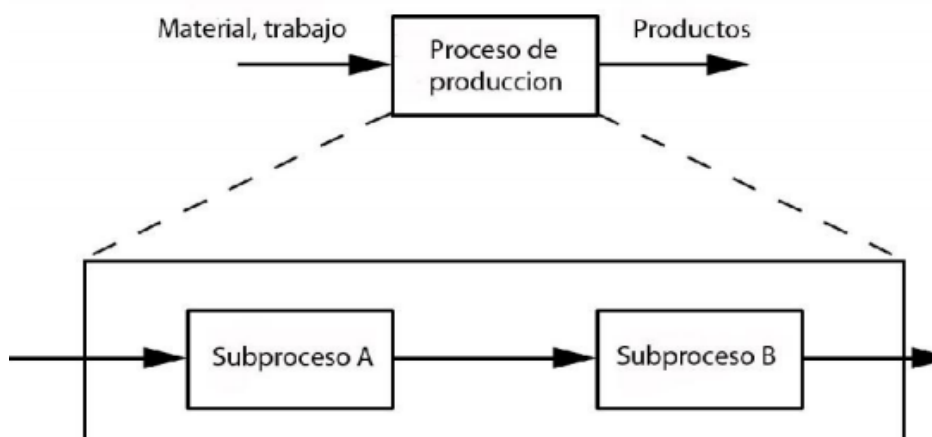 Material, trabajo
Proceso de
produccion
Productos
Subproceso A
Subproceso B